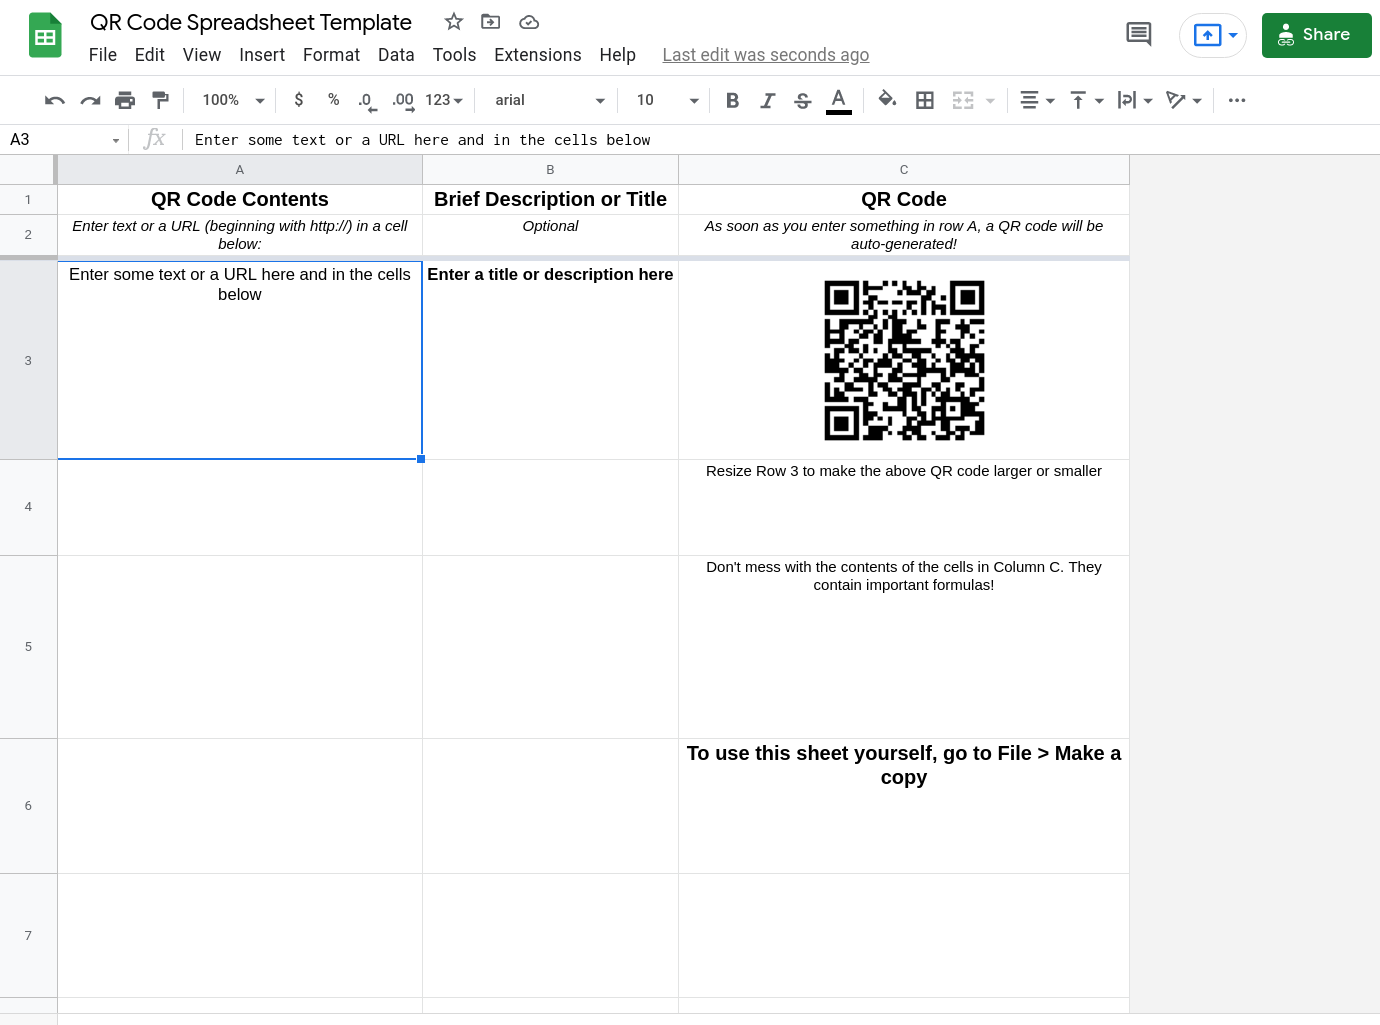 QR Code Spreadsheet Template
File Edit View Insert Format Data Tools Extensions Help Last edit was seconds ago
Share
100% $ % .0 .00 123 arial 10 B I S A
A3 fx Enter some text or a URL here and in the cells below
A B C
1 QR Code Contents Brief Description or Title QR Code
2 Enter text or a URL (beginning with http://) in a cell below: Optional As soon as you enter something in row A, a QR code will be auto-generated!
3 Enter some text or a URL here and in the cells below Enter a title or description here
4 Resize Row 3 to make the above QR code larger or smaller
5 Don't mess with the contents of the cells in Column C. They contain important formulas!
6 To use this sheet yourself, go to File > Make a copy
7